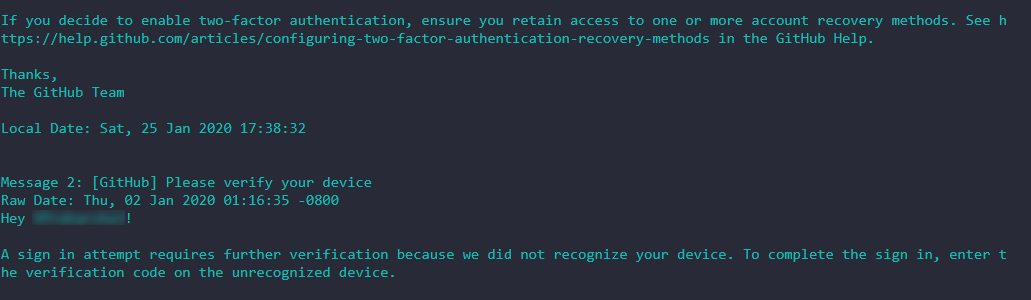 If you decide to enable two-factor authentication, ensure you retain access to one or more account recovery methods. See h
ttps://help.github.com/articles/configuring-two-factor-authentication-recovery-methods in the GitHub Help.
Thanks,
The GitHub Team
Local Date: Sat, 25 Jan 2020 17:38:32
Message 2: [GitHub] Please verify your device
Raw Date: Thu, 02 Jan 2020 01:16:35 -0800
Hey !
A sign in attempt requires further verification because we did not recognize your device. To complete the sign in, enter t
he verification code on the unrecognized device.